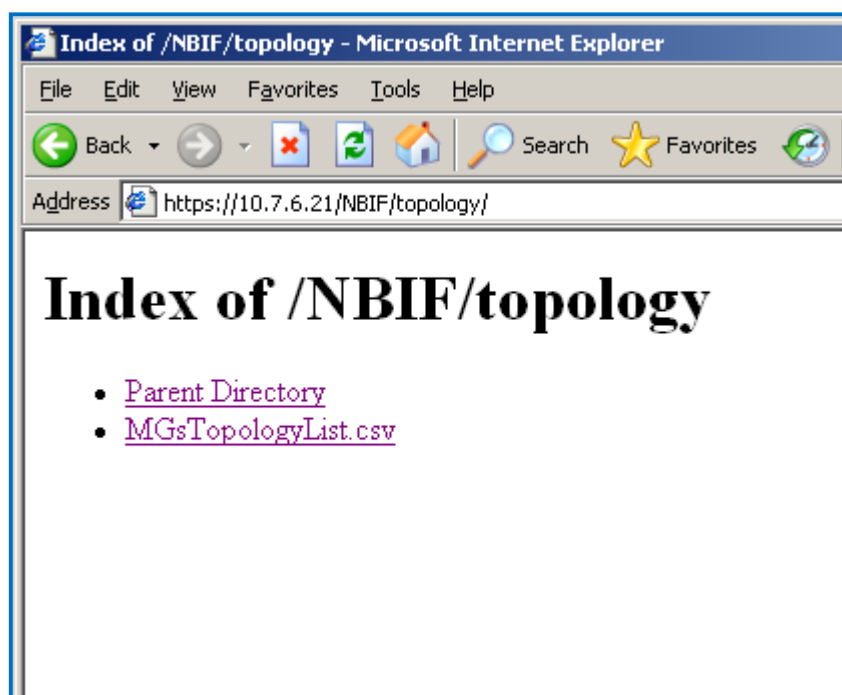 Index of /NBIF/topology - Microsoft Internet Explorer
File Edit View Favorites Tools Help
Back Search Favorites
Address https://10.7.6.21/NBIF/topology/
Index of /NBIF/topology
Parent Directory
MGsTopologyList.csv